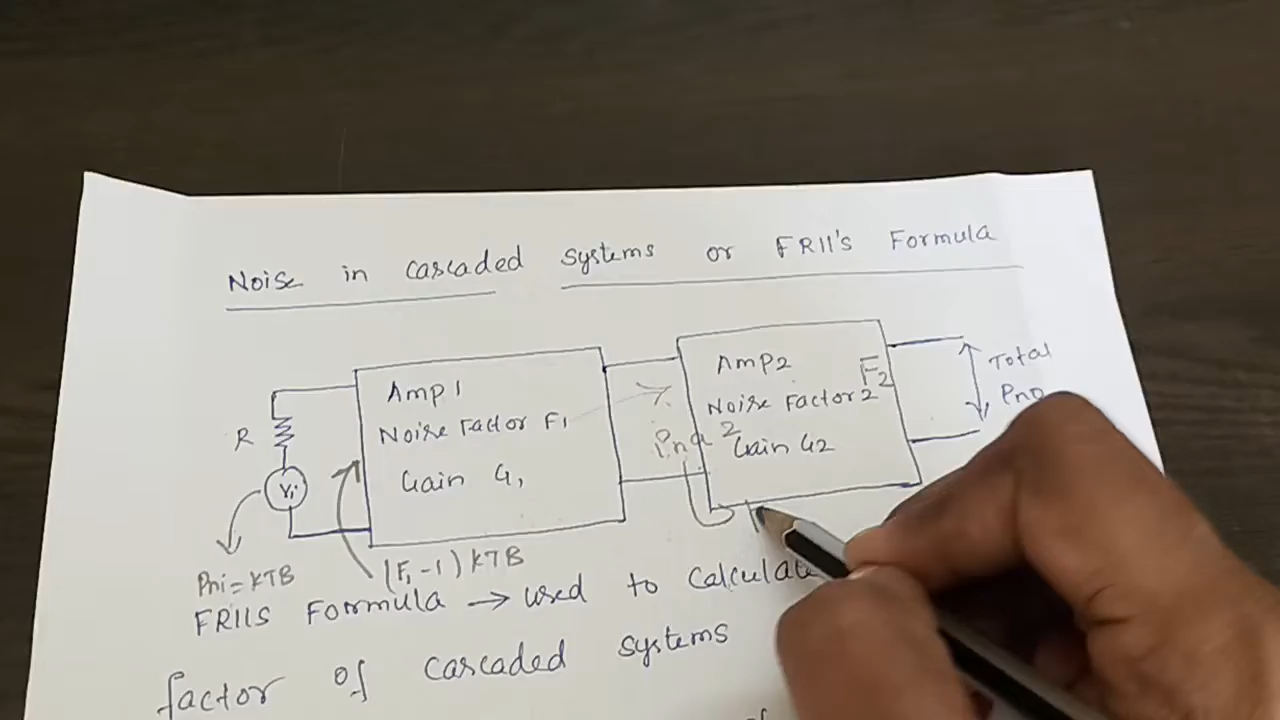 Noise in Cascaded Systems or FRII'S Formula
Amp1
Noise Factor F1
Gain G1
R
Vi
Pni = KTB
(F1 - 1) KTB
Pna2
Amp2
Noise Factor 2 F2
Gain G2
Total
Pno
FRIIS Formula → used to Calculate
factor of cascaded systems
of